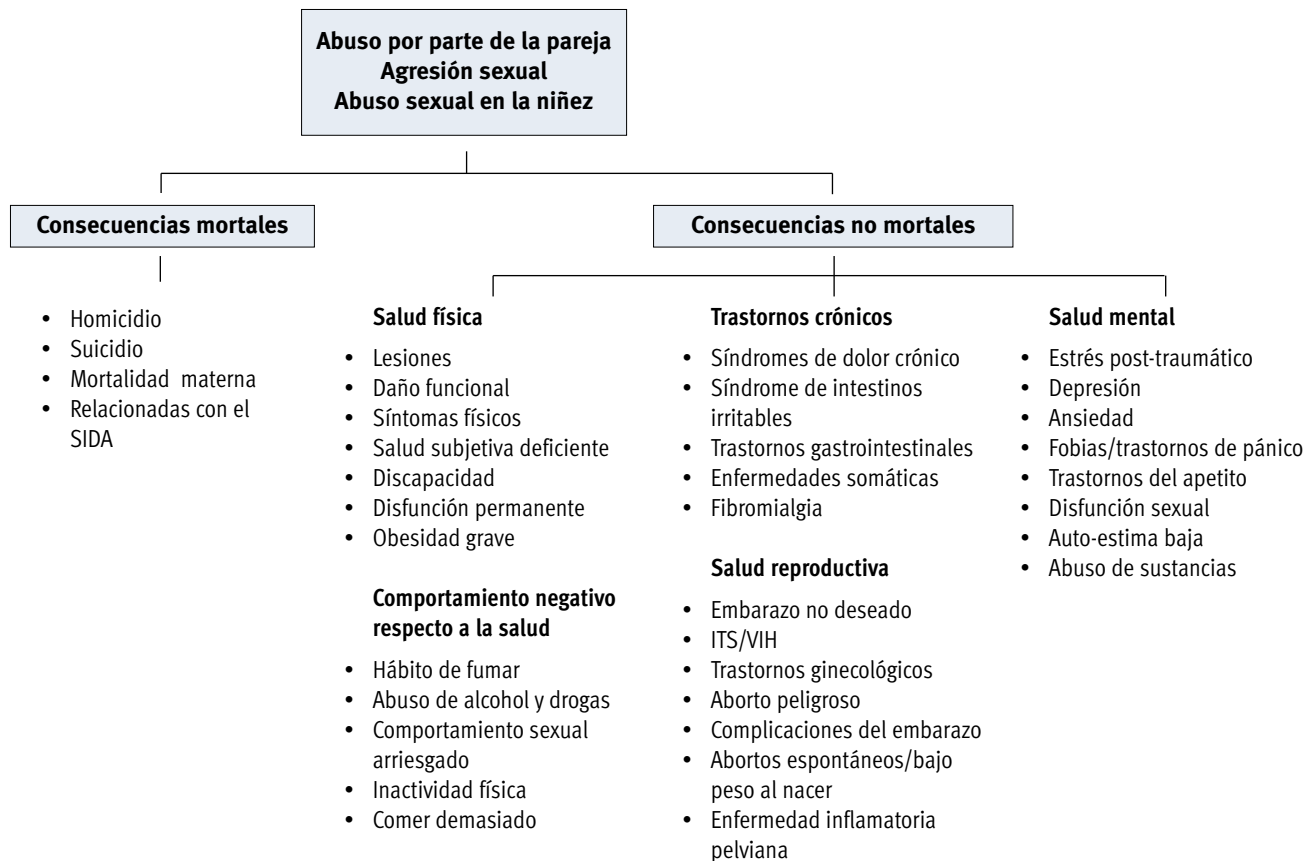 Abuso por parte de la pareja
Agresión sexual
Abuso sexual en la niñez
Consecuencias mortales
• Homicidio
• Suicidio
• Mortalidad materna
• Relacionadas con el
SIDA
Consecuencias no mortales
Salud física
• Lesiones
• Daño funcional
• Síntomas físicos
• Salud subjetiva deficiente
• Discapacidad
• Disfunción permanente
• Obesidad grave
Comportamiento negativo
respecto a la salud
• Hábito de fumar
• Abuso de alcohol y drogas
• Comportamiento sexual
arriesgado
• Inactividad física
• Comer demasiado
Trastornos crónicos
• Síndromes de dolor crónico
• Síndrome de intestinos
irritables
• Trastornos gastrointestinales
• Enfermedades somáticas
• Fibromialgia
Salud reproductiva
• Embarazo no deseado
• ITS/VIH
• Trastornos ginecológicos
• Aborto peligroso
• Complicaciones del embarazo
• Abortos espontáneos/bajo
peso al nacer
• Enfermedad inflamatoria
pelviana
Salud mental
• Estrés post-traumático
• Depresión
• Ansiedad
• Fobias/trastornos de pánico
• Trastornos del apetito
• Disfunción sexual
• Auto-estima baja
• Abuso de sustancias